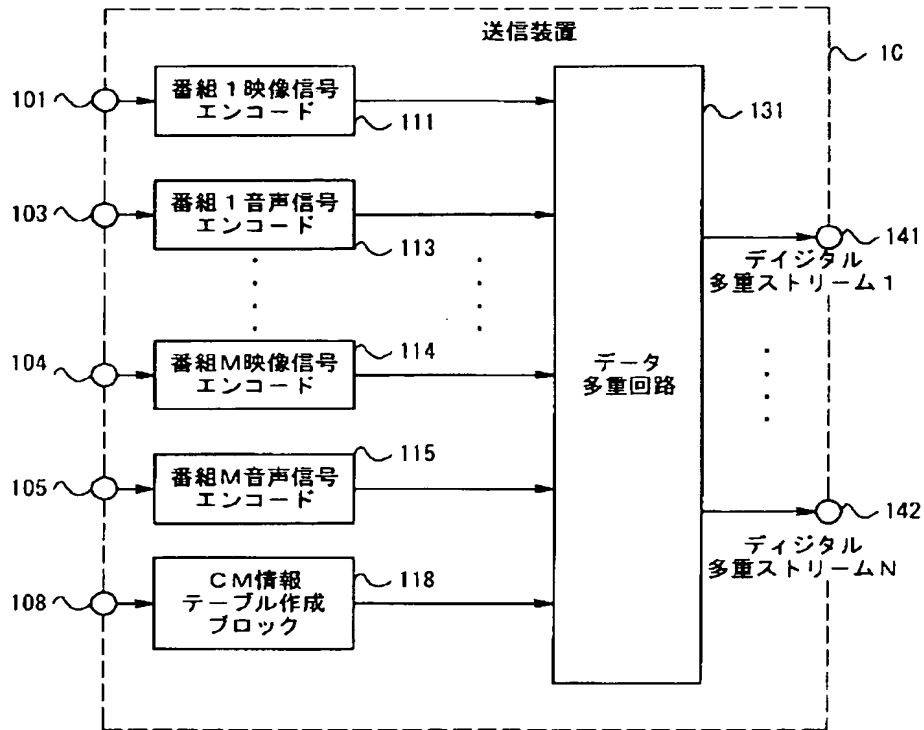 送信装置
1C
101
番組1映像信号
エンコード
111
131
103
番組1音声信号
エンコード
113
141
デイジタル
多重ストリーム1
104
番組M映像信号
エンコード
114
データ
多重回路
105
番組M音声信号
エンコード
115
142
ディジタル
多重ストリームN
108
CM情報
テーブル作成
ブロック
118